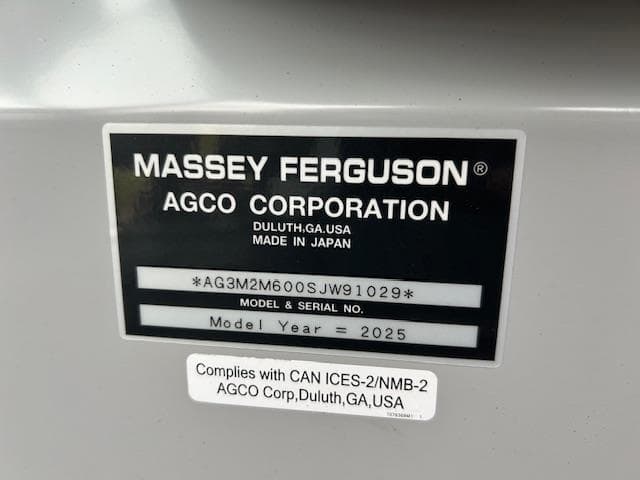 MASSEY FERGUSON®
AGCO CORPORATION
DULUTH,GA.USA
MADE IN JAPAN
*AG3M2M600SJW91029*
MODEL & SERIAL NO.
Model Year = 2025
Complies with CAN ICES-2/NMB-2
AGCO Corp,Duluth,GA,USA